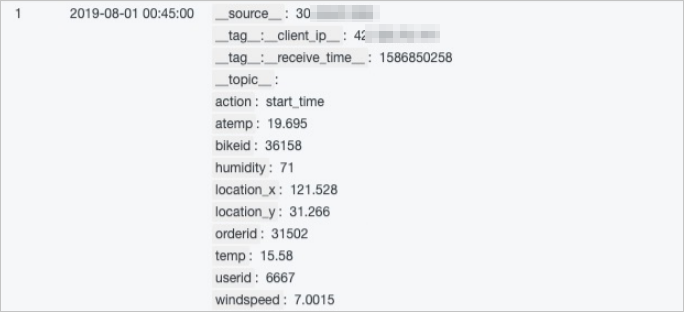 1 2019-08-01 00:45:00 __source__ : 30
__tag__:__client_ip__ : 42
__tag__:__receive_time__ : 1586850258
__topic__ :
action : start_time
atemp : 19.695
bikeid : 36158
humidity : 71
location_x : 121.528
location_y : 31.266
orderid : 31502
temp : 15.58
userid : 6667
windspeed : 7.0015